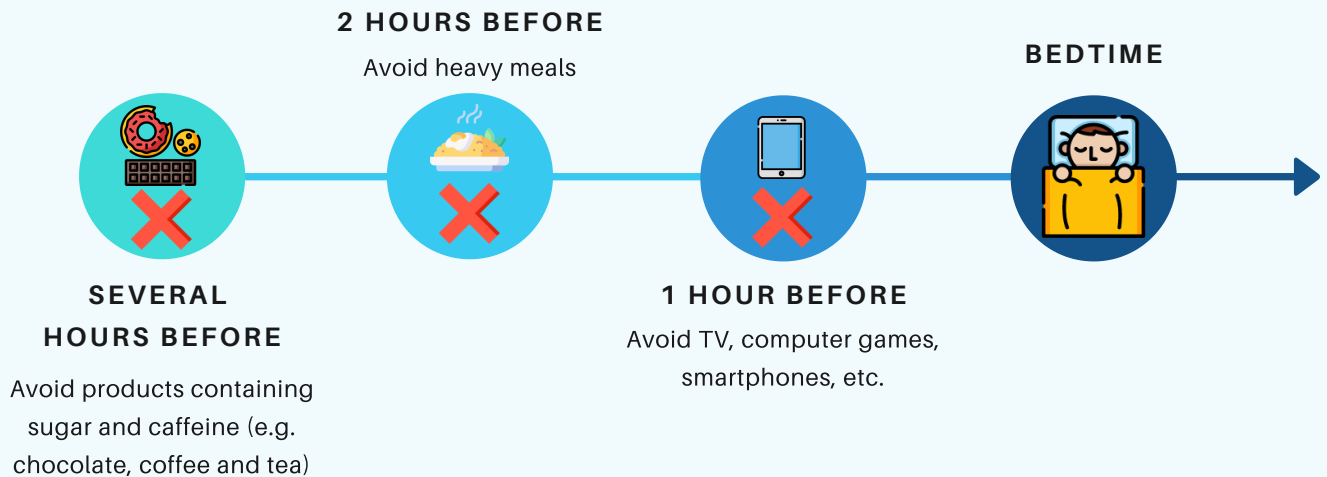 SEVERAL
HOURS BEFORE
Avoid products containing
sugar and caffeine (e.g.
chocolate, coffee and tea)
2 HOURS BEFORE
Avoid heavy meals
1 HOUR BEFORE
Avoid TV, computer games,
smartphones, etc.
BEDTIME